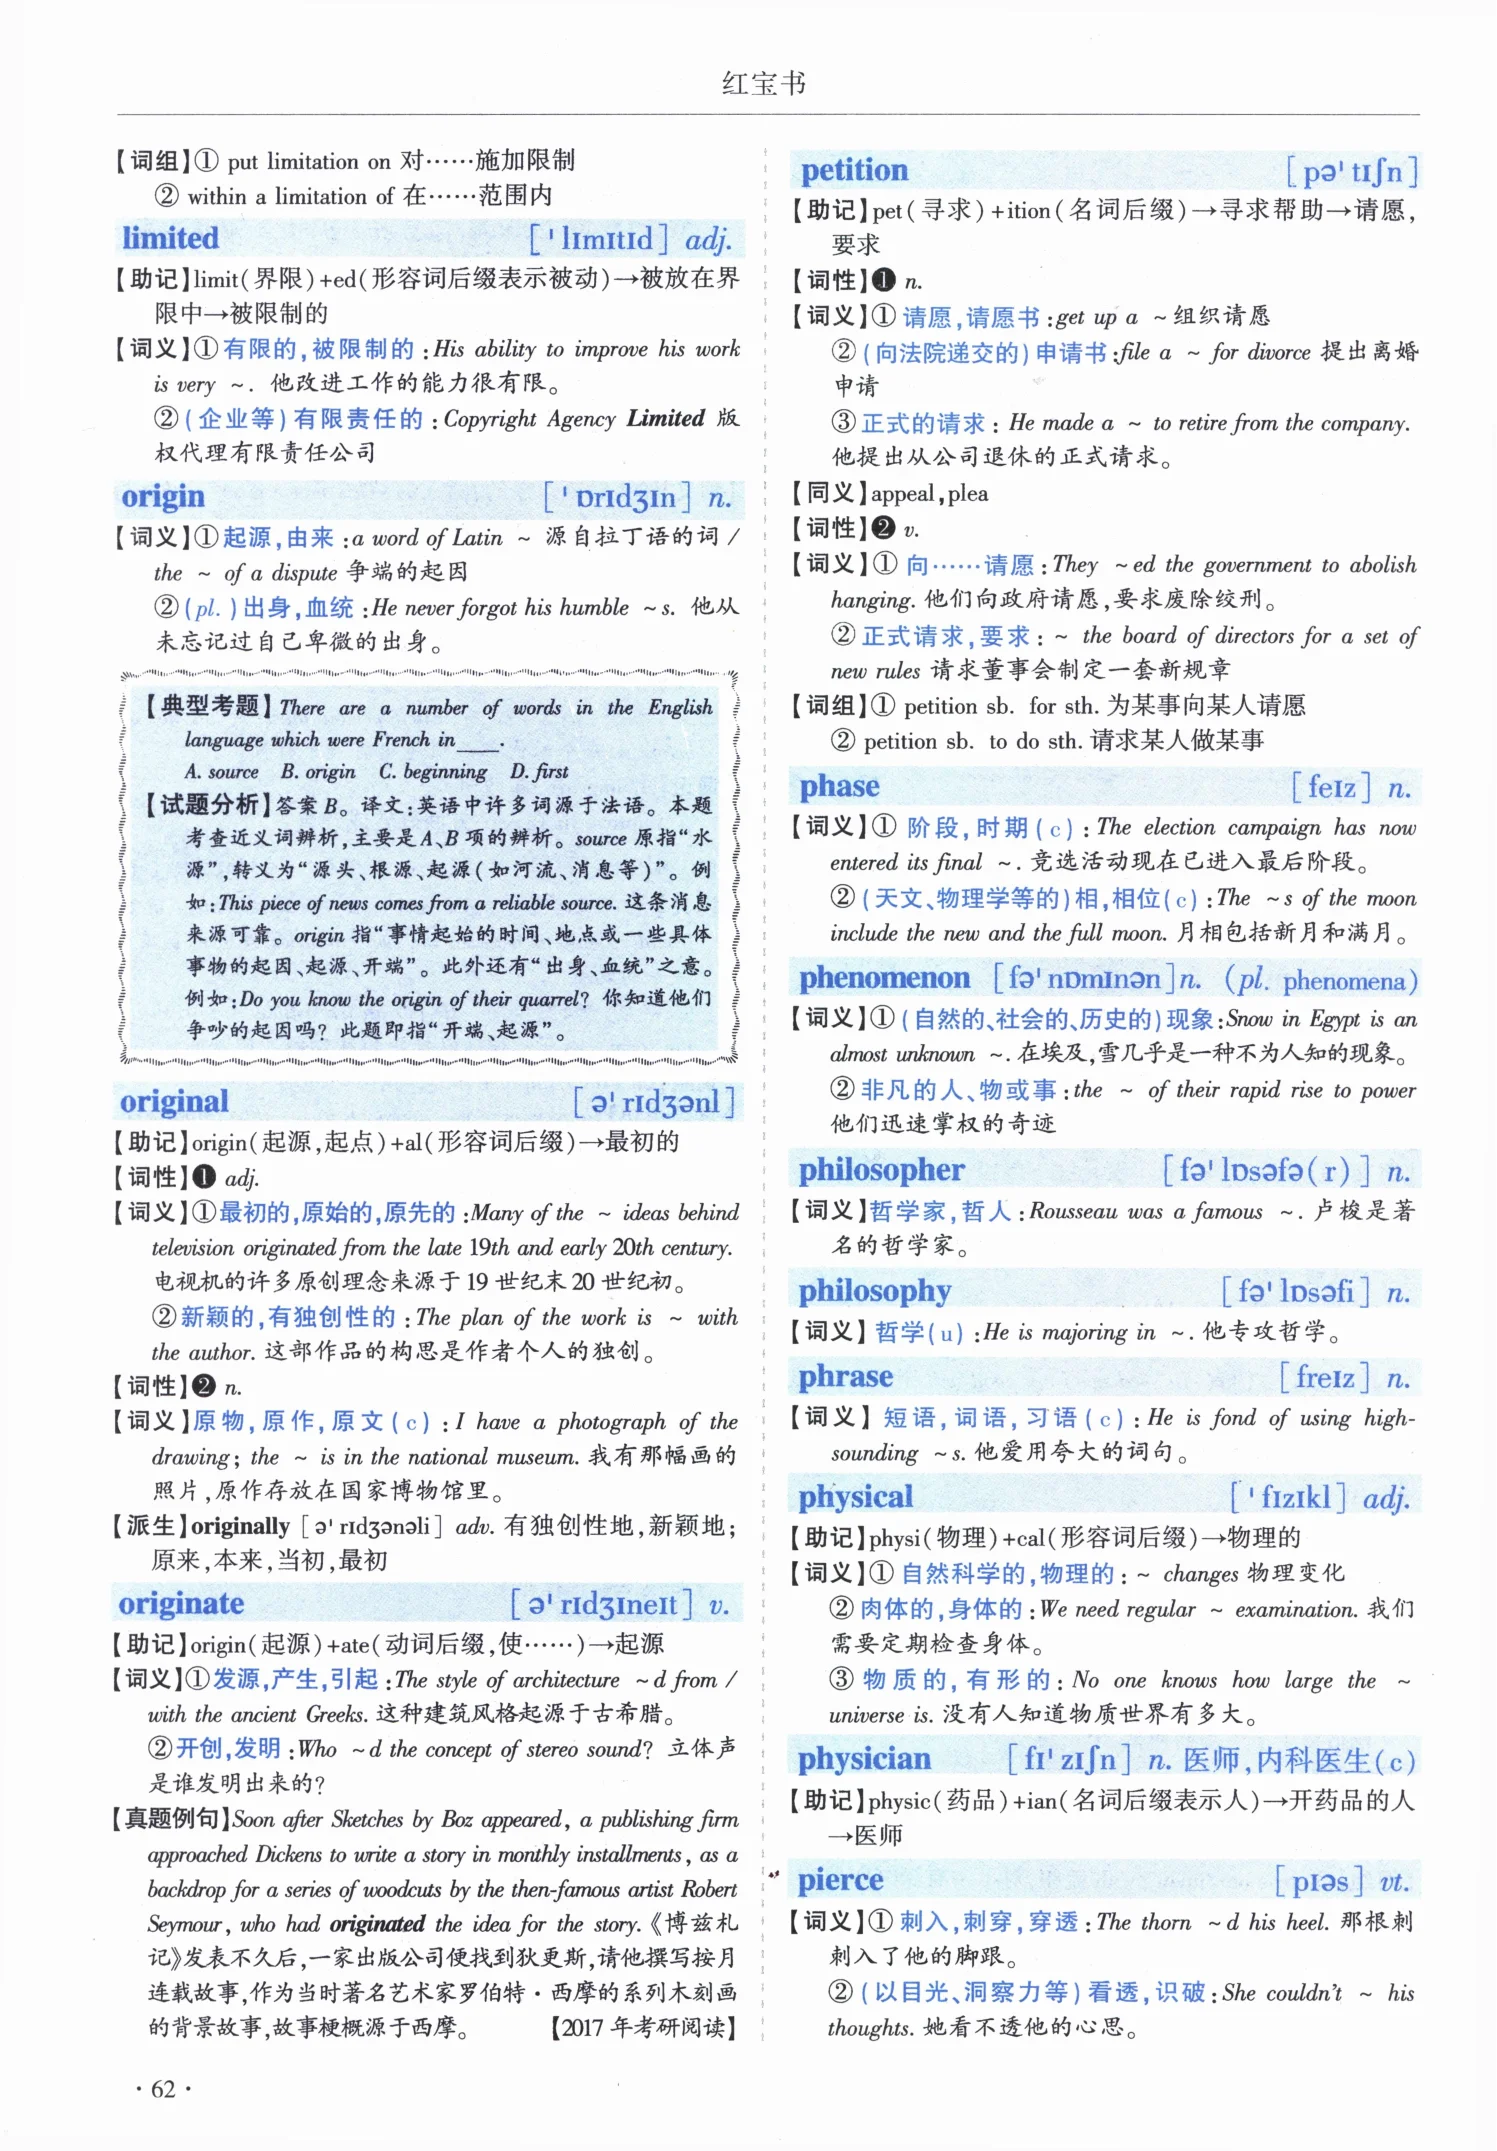 红宝书
【词组】① put limitation on 对……施加限制
② within a limitation of 在……范围内
limited [ˈlɪmɪtɪd] adj.
【助记】limit(界限)+ed(形容词后缀表示被动)→被放在界
限中→被限制的
【词义】①有限的,被限制的:His ability to improve his work
is very ~. 他改进工作的能力很有限。
②(企业等)有限责任的:Copyright Agency Limited 版
权代理有限责任公司
origin [ˈɒrɪdʒɪn] n.
【词义】①起源,由来:a word of Latin ~ 源自拉丁语的词/
the ~ of a dispute 争端的起因
②(pl.)出身,血统:He never forgot his humble ~s. 他从
未忘记过自己卑微的出身。
【典型考题】There are a number of words in the English
language which were French in____.
A. source B. origin C. beginning D. first
【试题分析】答案B。译文:英语中许多词源于法语。本题
考查近义词辨析,主要是A、B项的辨析。source 原指“水
源”,转义为“源头、根源、起源(如河流、消息等)”。例
如:This piece of news comes from a reliable source. 这条消息
来源可靠。origin 指“事情起始的时间、地点或一些具体
事物的起因、起源、开端”。此外还有“出身、血统”之意。
例如:Do you know the origin of their quarrel? 你知道他们
争吵的起因吗? 此题即指“开端、起源”。
original [əˈrɪdʒənl]
【助记】origin(起源,起点)+al(形容词后缀)→最初的
【词性】❶ adj.
【词义】①最初的,原始的,原先的:Many of the ~ ideas behind
television originated from the late 19th and early 20th century.
电视机的许多原创理念来源于19世纪末20世纪初。
②新颖的,有独创性的:The plan of the work is ~ with
the author. 这部作品的构思是作者个人的独创。
【词性】❷ n.
【词义】原物,原作,原文(c):I have a photograph of the
drawing; the ~ is in the national museum. 我有那幅画的
照片,原作存放在国家博物馆里。
【派生】originally [əˈrɪdʒənəli] adv. 有独创性地,新颖地;
原来,本来,当初,最初
originate [əˈrɪdʒɪneɪt] v.
【助记】origin(起源)+ate(动词后缀,使……)→起源
【词义】①发源,产生,引起:The style of architecture ~d from /
with the ancient Greeks. 这种建筑风格起源于古希腊。
②开创,发明:Who ~d the concept of stereo sound? 立体声
是谁发明出来的?
【真题例句】Soon after Sketches by Boz appeared, a publishing firm
approached Dickens to write a story in monthly installments, as a
backdrop for a series of woodcuts by the then-famous artist Robert
Seymour, who had originated the idea for the story.《博兹札
记》发表不久后,一家出版公司便找到狄更斯,请他撰写按月
连载故事,作为当时著名艺术家罗伯特·西摩的系列木刻画
的背景故事,故事梗概源于西摩。 【2017年考研阅读】
·62·
petition [pəˈtɪʃn]
【助记】pet(寻求)+ition(名词后缀)→寻求帮助→请愿,
要求
【词性】❶ n.
【词义】①请愿,请愿书:get up a ~组织请愿
②(向法院递交的)申请书:file a ~ for divorce 提出离婚
申请
③正式的请求: He made a ~ to retire from the company.
他提出从公司退休的正式请求。
【同义】appeal,plea
【词性】❷ v.
【词义】①向……请愿:They ~ed the government to abolish
hanging. 他们向政府请愿,要求废除绞刑。
②正式请求,要求: ~ the board of directors for a set of
new rules 请求董事会制定一套新规章
【词组】① petition sb. for sth. 为某事向某人请愿
② petition sb. to do sth. 请求某人做某事
phase [feɪz] n.
【词义】①阶段,时期(c):The election campaign has now
entered its final ~. 竞选活动现在已进入最后阶段。
②(天文、物理学等的)相,相位(c):The ~s of the moon
include the new and the full moon. 月相包括新月和满月。
phenomenon [fəˈnɒmɪnən]n. (pl. phenomena)
【词义】①(自然的、社会的、历史的)现象:Snow in Egypt is an
almost unknown ~. 在埃及,雪几乎是一种不为人知的现象。
②非凡的人、物或事:the ~ of their rapid rise to power
他们迅速掌权的奇迹
philosopher [fəˈlɒsəfə(r)] n.
【词义】哲学家,哲人:Rousseau was a famous ~. 卢梭是著
名的哲学家。
philosophy [fəˈlɒsəfi] n.
【词义】哲学(u):He is majoring in ~. 他专攻哲学。
phrase [freɪz] n.
【词义】短语,词语,习语(c):He is fond of using high-
sounding ~s. 他爱用夸大的词句。
physical [ˈfɪzɪkl] adj.
【助记】physi(物理)+cal(形容词后缀)→物理的
【词义】①自然科学的,物理的: ~ changes 物理变化
②肉体的,身体的:We need regular ~ examination. 我们
需要定期检查身体。
③物质的,有形的: No one knows how large the ~
universe is. 没有人知道物质世界有多大。
physician [fɪˈzɪʃn] n. 医师,内科医生(c)
【助记】physic(药品)+ian(名词后缀表示人)→开药品的人
→医师
pierce [pɪəs] vt.
【词义】①刺入,刺穿,穿透:The thorn ~d his heel. 那根刺
刺入了他的脚跟。
②(以目光、洞察力等)看透,识破:She couldn't ~ his
thoughts. 她看不透他的心思。